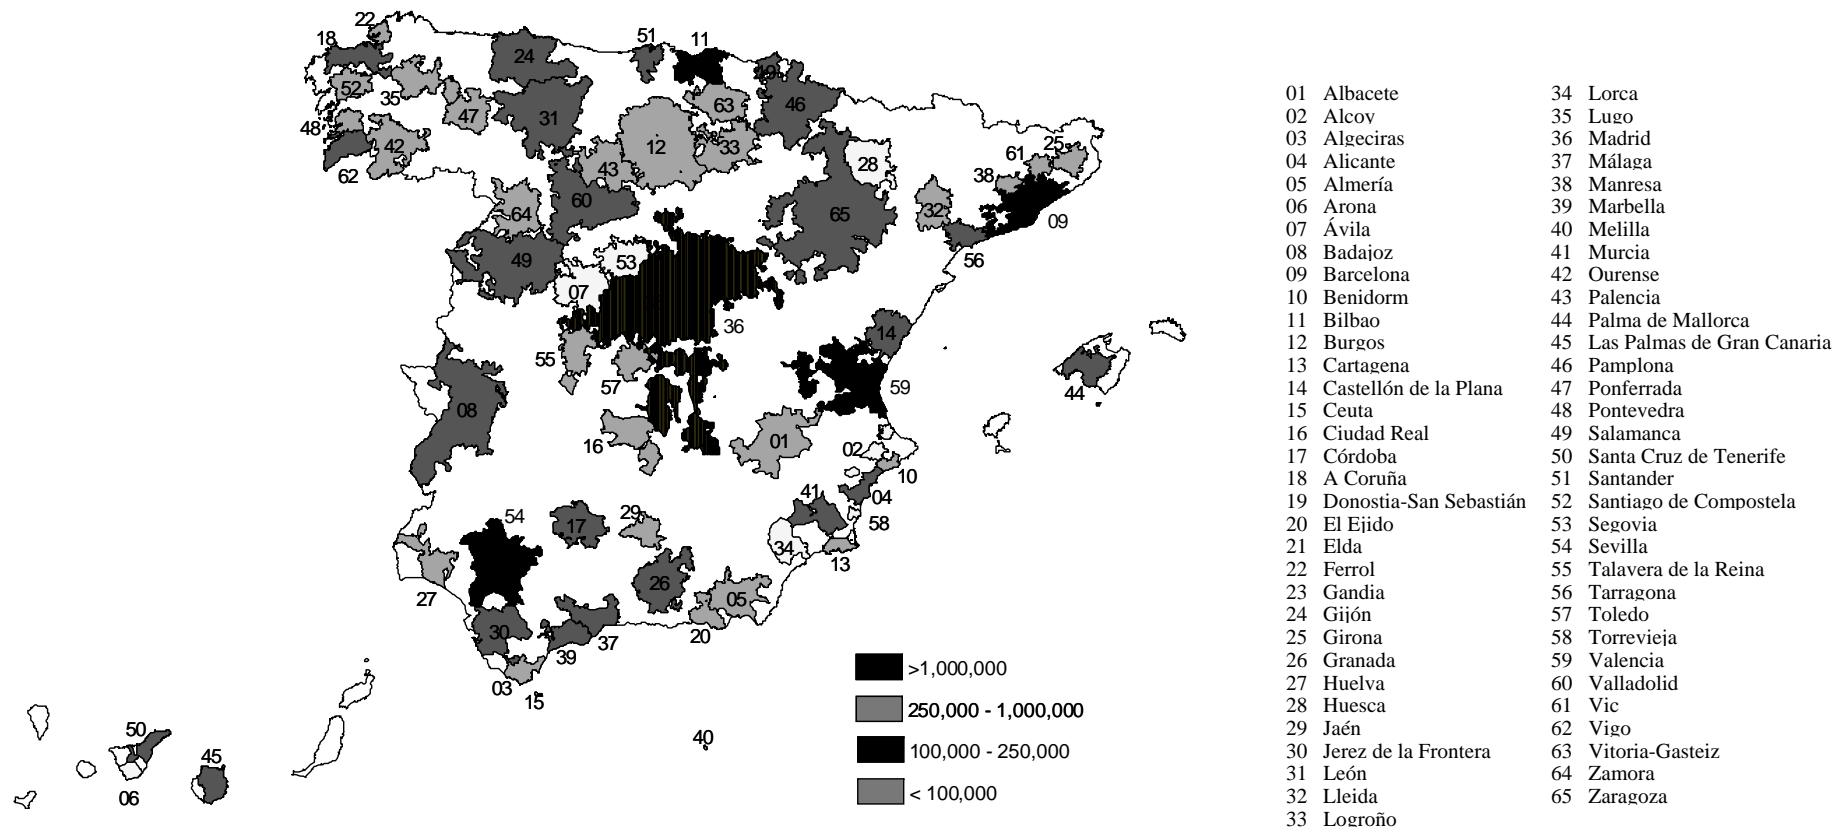 22
18
51
11
24
19
52
35
47
31
63
46
48
42
12
33
62
43
28
61
25
38
64
60
65
32
09
49
53
56
07
36
14
55
57
59
44
08
16
01
02
10
54
41
04
29
58
17
34
13
27
26
05
30
20
39
37
03
15
50
45
06
40
>1,000,000
250,000 - 1,000,000
100,000 - 250,000
< 100,000
01 Albacete
02 Alcoy
03 Algeciras
04 Alicante
05 Almería
06 Arona
07 Ávila
08 Badajoz
09 Barcelona
10 Benidorm
11 Bilbao
12 Burgos
13 Cartagena
14 Castellón de la Plana
15 Ceuta
16 Ciudad Real
17 Córdoba
18 A Coruña
19 Donostia-San Sebastián
20 El Ejido
21 Elda
22 Ferrol
23 Gandia
24 Gijón
25 Girona
26 Granada
27 Huelva
28 Huesca
29 Jaén
30 Jerez de la Frontera
31 León
32 Lleida
33 Logroño
34 Lorca
35 Lugo
36 Madrid
37 Málaga
38 Manresa
39 Marbella
40 Melilla
41 Murcia
42 Ourense
43 Palencia
44 Palma de Mallorca
45 Las Palmas de Gran Canaria
46 Pamplona
47 Ponferrada
48 Pontevedra
49 Salamanca
50 Santa Cruz de Tenerife
51 Santander
52 Santiago de Compostela
53 Segovia
54 Sevilla
55 Talavera de la Reina
56 Tarragona
57 Toledo
58 Torrevieja
59 Valencia
60 Valladolid
61 Vic
62 Vigo
63 Vitoria-Gasteiz
64 Zamora
65 Zaragoza